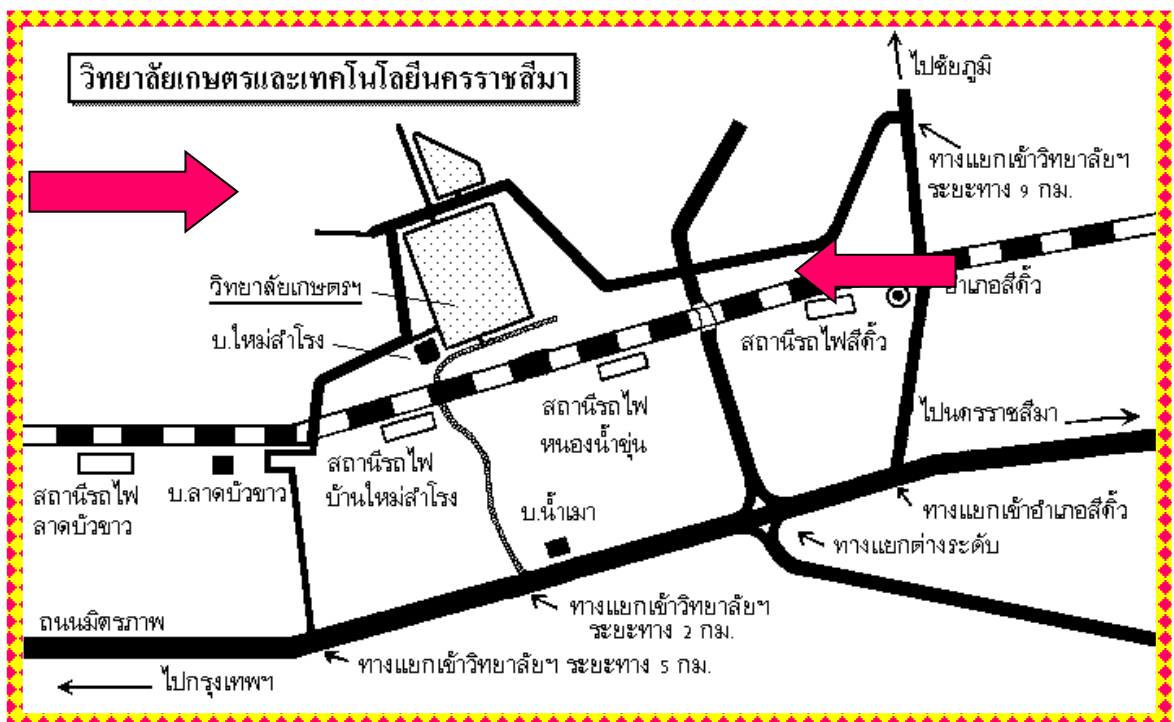 วิทยาลัยเกษตรและเทคโนโลยีนครราชสีมา
ไปชัยภูมิ
ทางแยกเข้าวิทยาลัยฯ
ระยะทาง 9 กม.
วิทยาลัยเกษตรฯ
บ.ใหม่สำโรง
อำเภอสีคิ้ว
สถานีรถไฟสีคิ้ว
สถานีรถไฟ
หนองน้ำขุ่น
ไปนครราชสีมา
สถานีรถไฟ
ลาดบัวขาว
บ.ลาดบัวขาว
สถานีรถไฟ
บ้านใหม่สำโรง
บ.น้ำเมา
ทางแยกเข้าอำเภอสีคิ้ว
ทางแยกต่างระดับ
ถนนมิตรภาพ
ทางแยกเข้าวิทยาลัยฯ
ระยะทาง 2 กม.
ทางแยกเข้าวิทยาลัยฯ ระยะทาง 5 กม.
ไปกรุงเทพฯ